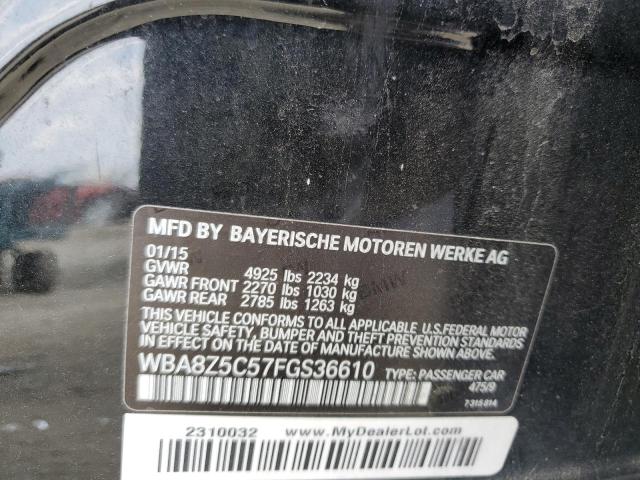 MFD BY BAYERISCHE MOTOREN WERKE AG
01/15
GVWR 4925 lbs 2234 kg
GAWR FRONT 2270 lbs 1030 kg
GAWR REAR 2785 lbs 1263 kg
THIS VEHICLE CONFORMS TO ALL APPLICABLE U.S.FEDERAL MOTOR
VEHICLE SAFETY, BUMPER AND THEFT PREVENTION STANDARDS
IN EFFECT ON THE DATE OF MANUFACTURE SHOWN ABOVE.
WBA8Z5C57FGS36610 TYPE: PASSENGER CAR
475/9
7315814
2310032 www.MyDealerLot.com